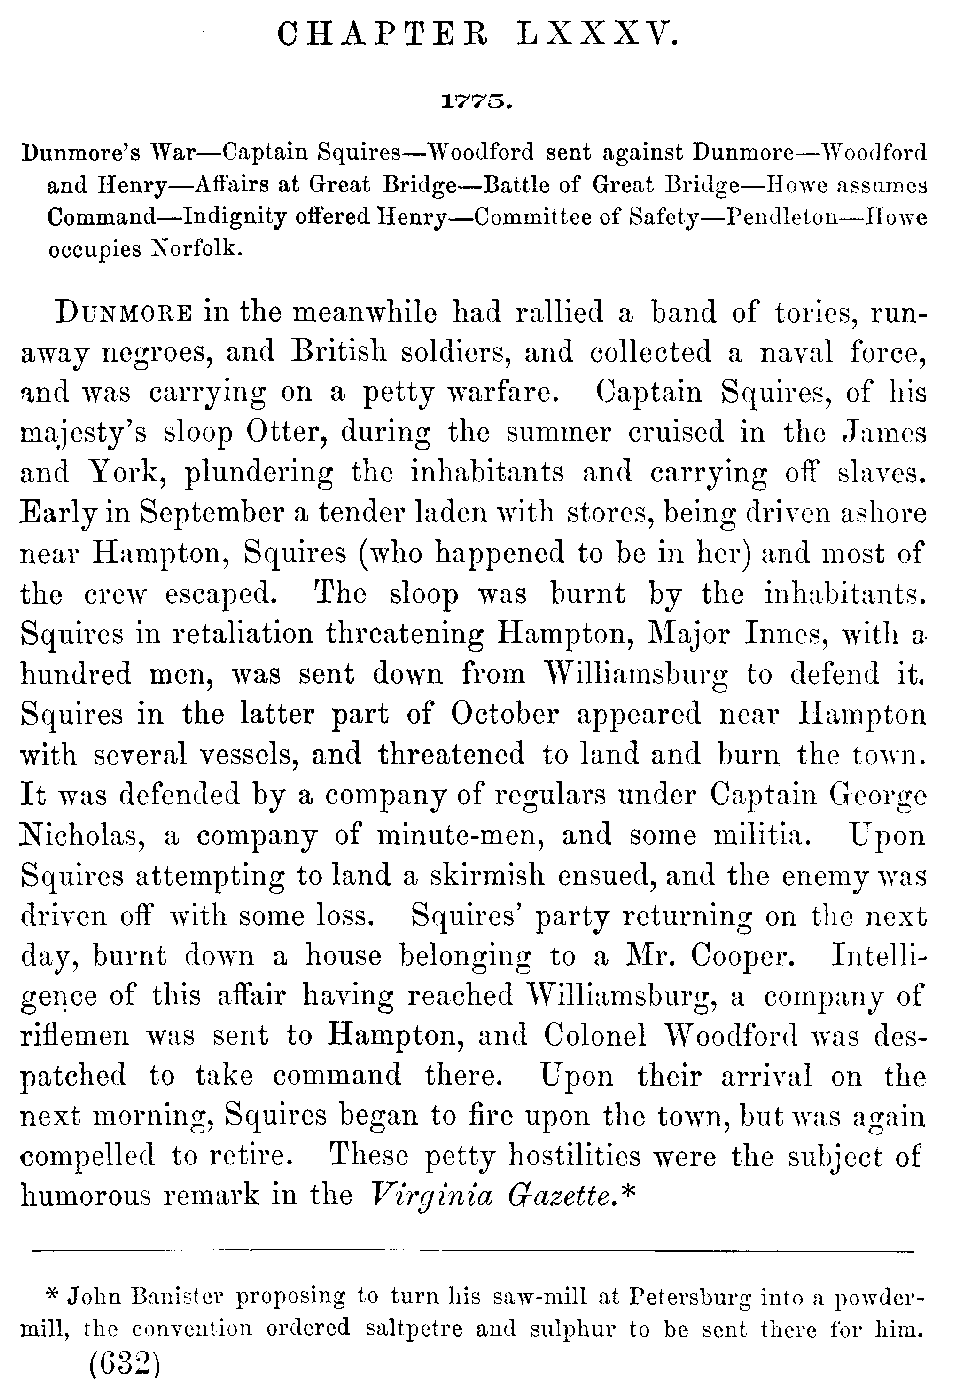 CHAPTER LXXXV.
1775.
Dunmore's War—Captain Squires—Woodford sent against Dunmore—Woodford
and Henry—Affairs at Great Bridge—Battle of Great Bridge—Howe assumes
Command—Indignity offered Henry—Committee of Safety—Pendleton—Howe
occupies Norfolk.
DUNMORE in the meanwhile had rallied a band of tories, run-
away negroes, and British soldiers, and collected a naval force,
and was carrying on a petty warfare. Captain Squires, of his
majesty's sloop Otter, during the summer cruised in the James
and York, plundering the inhabitants and carrying off slaves.
Early in September a tender laden with stores, being driven ashore
near Hampton, Squires (who happened to be in her) and most of
the crew escaped. The sloop was burnt by the inhabitants.
Squires in retaliation threatening Hampton, Major Innes, with a
hundred men, was sent down from Williamsburg to defend it.
Squires in the latter part of October appeared near Hampton
with several vessels, and threatened to land and burn the town.
It was defended by a company of regulars under Captain George
Nicholas, a company of minute-men, and some militia. Upon
Squires attempting to land a skirmish ensued, and the enemy was
driven off with some loss. Squires' party returning on the next
day, burnt down a house belonging to a Mr. Cooper. Intelli-
gence of this affair having reached Williamsburg, a company of
riflemen was sent to Hampton, and Colonel Woodford was des-
patched to take command there. Upon their arrival on the
next morning, Squires began to fire upon the town, but was again
compelled to retire. These petty hostilities were the subject of
humorous remark in the Virginia Gazette.*
* John Banister proposing to turn his saw-mill at Petersburg into a powder-
mill, the convention ordered saltpetre and sulphur to be sent there for him.
(632)